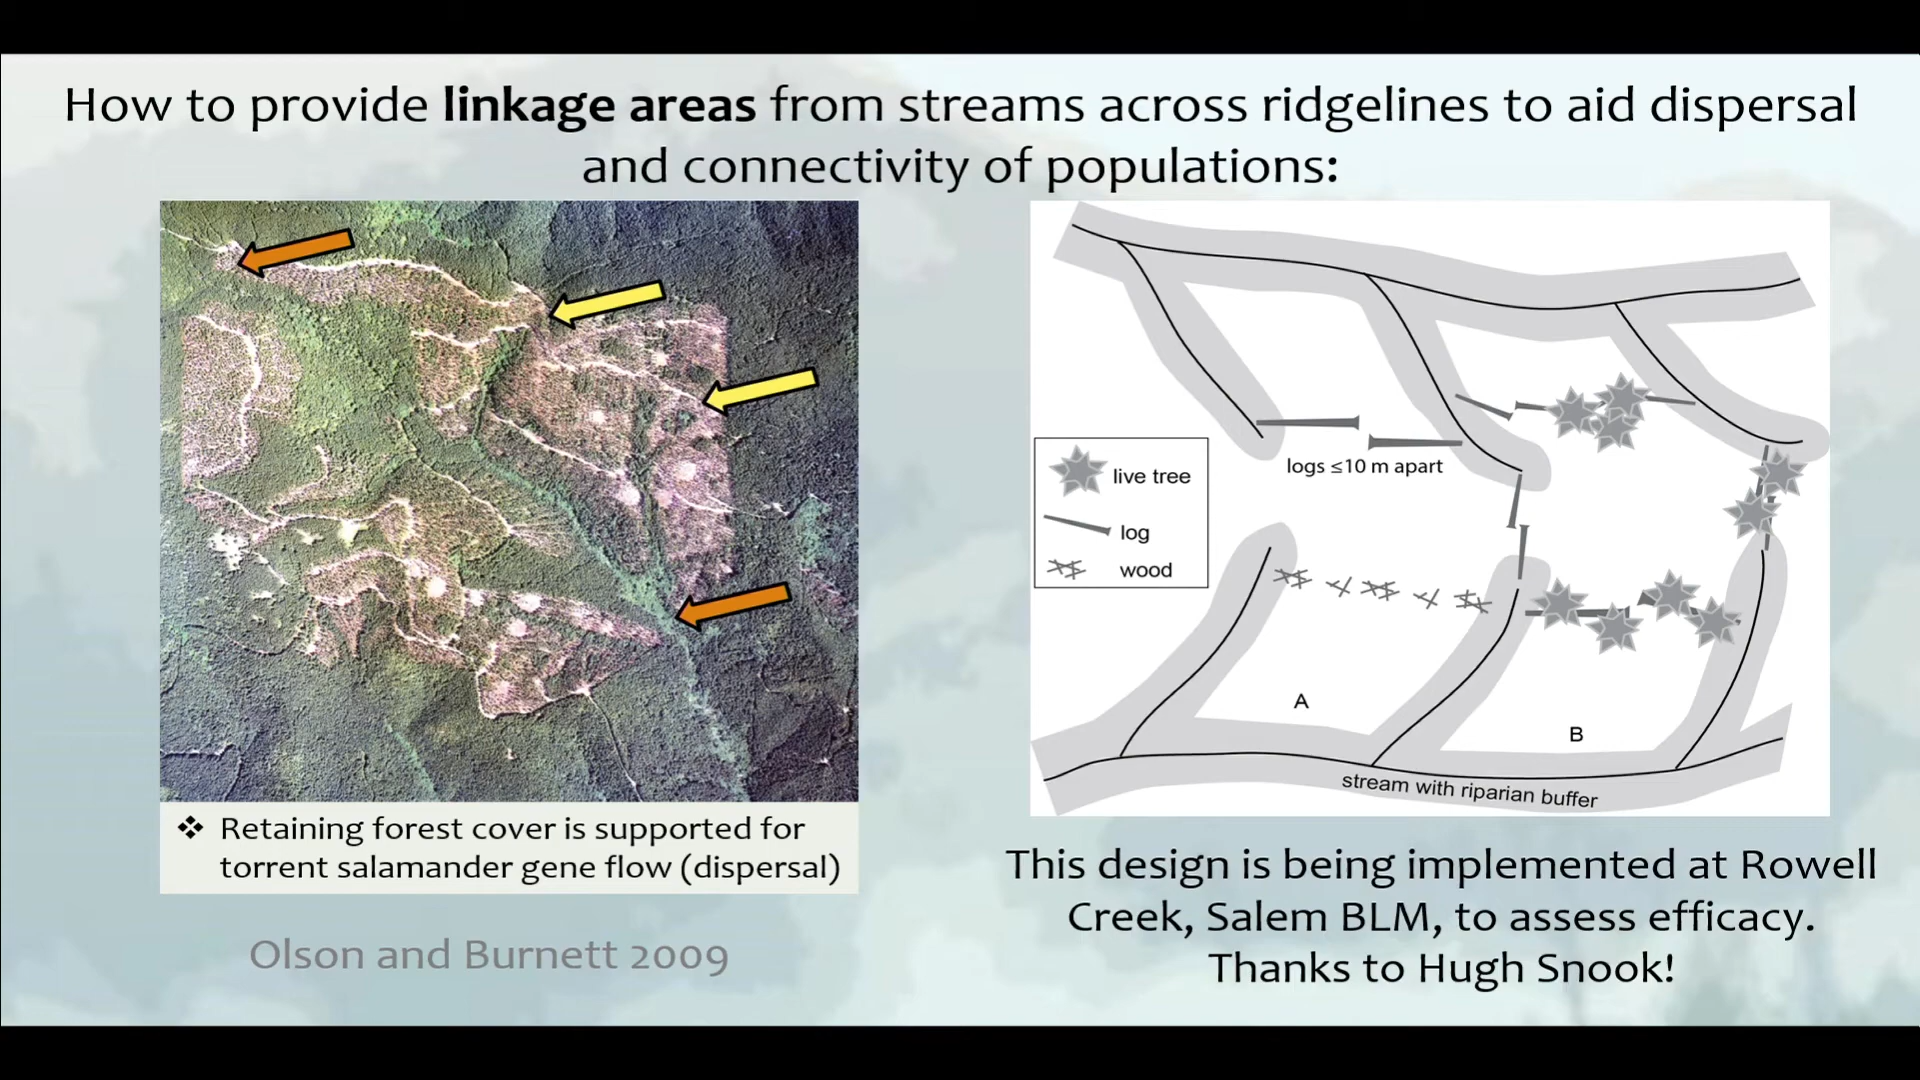 How to provide linkage areas from streams across ridgelines to aid dispersal
and connectivity of populations:
logs ≤10 m apart
live tree
log
wood
A
B
stream with riparian buffer
❖ Retaining forest cover is supported for
torrent salamander gene flow (dispersal)
Olson and Burnett 2009
This design is being implemented at Rowell
Creek, Salem BLM, to assess efficacy.
Thanks to Hugh Snook!